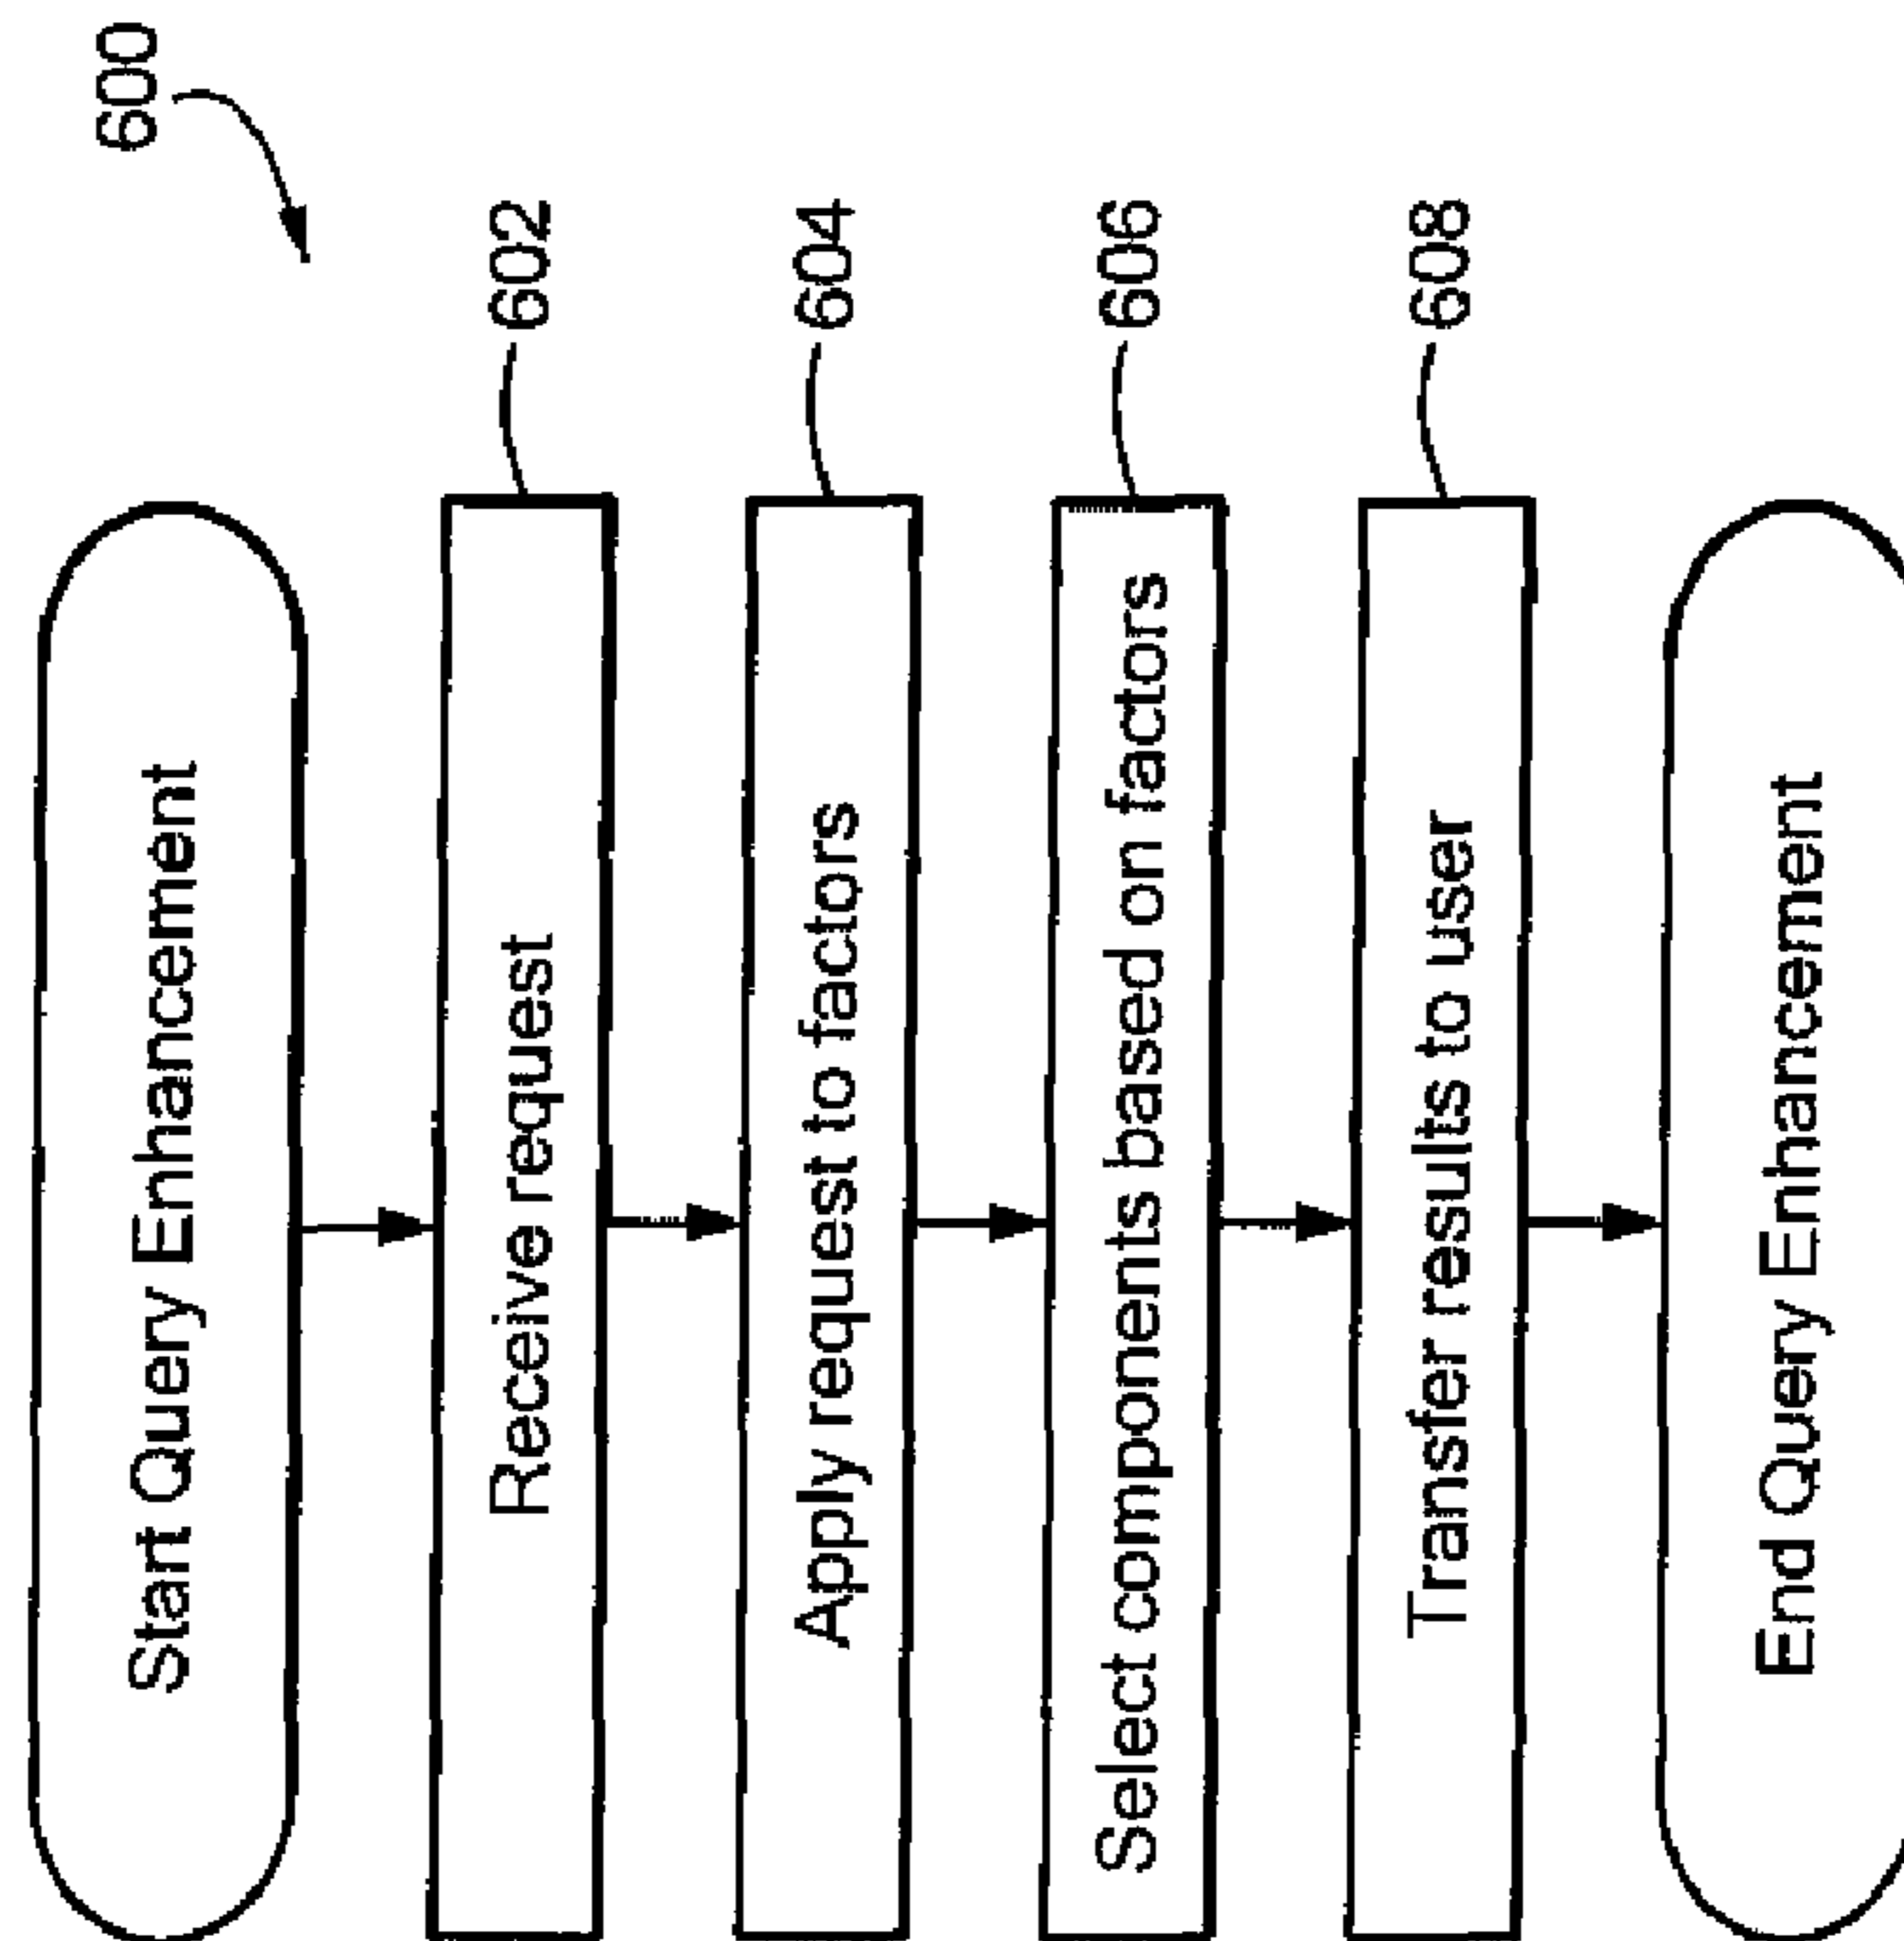 600
Start Query Enhancement
Receive request
602
Apply request to factors
604
Select components based on factors
606
Transfer results to user
608
End Query Enhancement